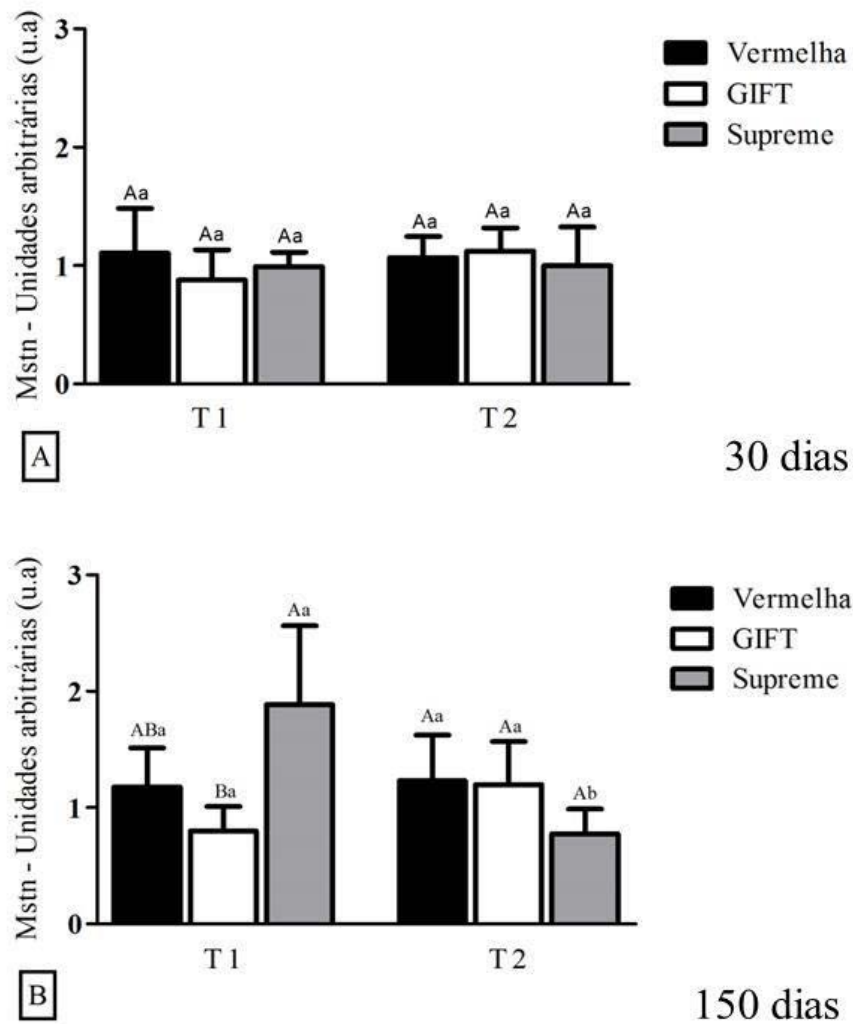 Mstn - Unidades arbitrárias (u.a)
3
2
1
0
Aa
Aa
Aa
Aa
Aa
Aa
T 1
T 2
Vermelha
GIFT
Supreme
A
30 dias
Mstn - Unidades arbitrárias (u.a)
3
2
1
0
ABa
Ba
Aa
Aa
Aa
Ab
T 1
T 2
Vermelha
GIFT
Supreme
B
150 dias